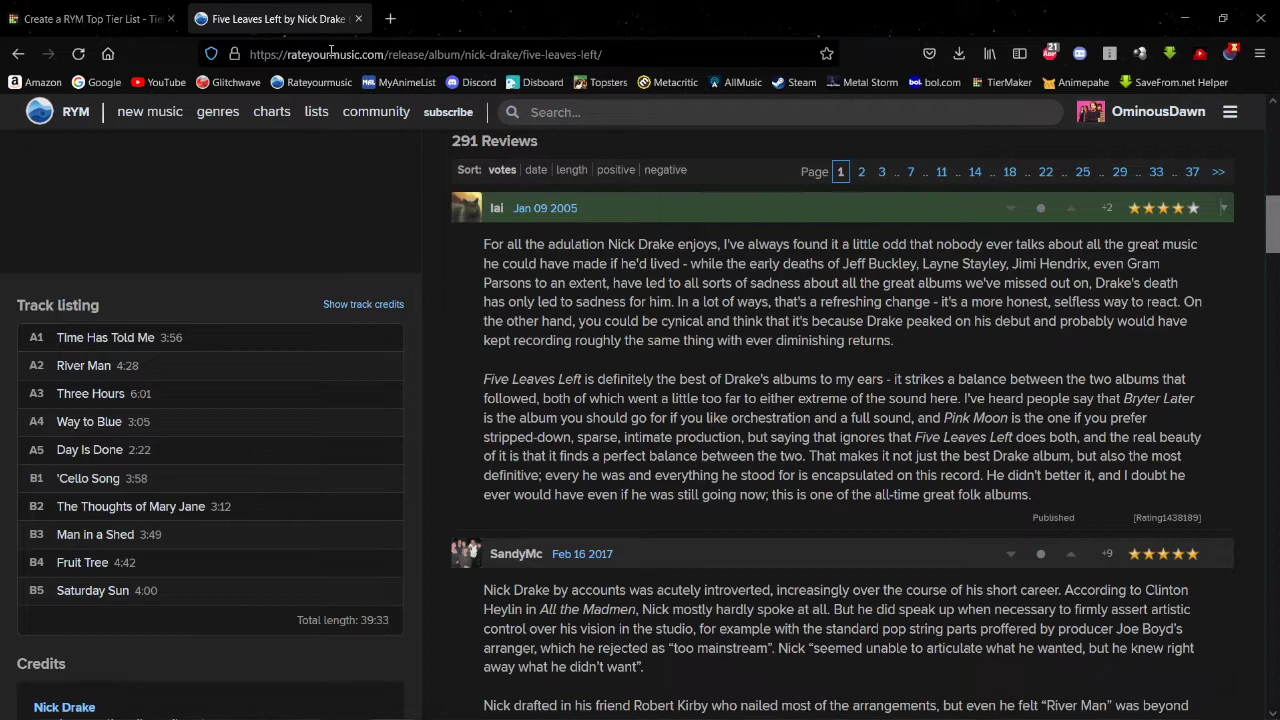 Create a RYM Top Tier List - Tie
Five Leaves Left by Nick Drake
https://rateyourmusic.com/release/album/nick-drake/five-leaves-left/
21
Amazon Google YouTube Glitchwave Rateyourmusic MyAnimeList Discord Disboard Topsters Metacritic AllMusic Steam Metal Storm bol.com TierMaker Animepahe SaveFrom.net Helper
RYM new music genres charts lists community subscribe Search... OminousDawn
291 Reviews
Sort: votes date length positive negative Page 1 2 3 .. 7 .. 11 .. 14 .. 18 .. 22 .. 25 .. 29 .. 33 .. 37 >>
Iai Jan 09 2005 +2
For all the adulation Nick Drake enjoys, I've always found it a little odd that nobody ever talks about all the great music
he could have made if he'd lived - while the early deaths of Jeff Buckley, Layne Stayley, Jimi Hendrix, even Gram
Parsons to an extent, have led to all sorts of sadness about all the great albums we've missed out on, Drake's death
has only led to sadness for him. In a lot of ways, that's a refreshing change - it's a more honest, selfless way to react. On
the other hand, you could be cynical and think that it's because Drake peaked on his debut and probably would have
kept recording roughly the same thing with ever diminishing returns.
Five Leaves Left is definitely the best of Drake's albums to my ears - it strikes a balance between the two albums that
followed, both of which went a little too far to either extreme of the sound here. I've heard people say that Bryter Later
is the album you should go for if you like orchestration and a full sound, and Pink Moon is the one if you prefer
stripped-down, sparse, intimate production, but saying that ignores that Five Leaves Left does both, and the real beauty
of it is that it finds a perfect balance between the two. That makes it not just the best Drake album, but also the most
definitive; every he was and everything he stood for is encapsulated on this record. He didn't better it, and I doubt he
ever would have even if he was still going now; this is one of the all-time great folk albums.
Published [Rating1438189]
SandyMc Feb 16 2017 +9
Nick Drake by accounts was acutely introverted, increasingly over the course of his short career. According to Clinton
Heylin in All the Madmen, Nick mostly hardly spoke at all. But he did speak up when necessary to firmly assert artistic
control over his vision in the studio, for example with the standard pop string parts proffered by producer Joe Boyd's
arranger, which he rejected as “too mainstream”. Nick “seemed unable to articulate what he wanted, but he knew right
away what he didn't want”.
Nick drafted in his friend Robert Kirby who nailed most of the arrangements, but even he felt “River Man” was beyond
Track listing Show track credits
A1 Time Has Told Me 3:56
A2 River Man 4:28
A3 Three Hours 6:01
A4 Way to Blue 3:05
A5 Day Is Done 2:22
B1 'Cello Song 3:58
B2 The Thoughts of Mary Jane 3:12
B3 Man in a Shed 3:49
B4 Fruit Tree 4:42
B5 Saturday Sun 4:00
Total length: 39:33
Credits
Nick Drake